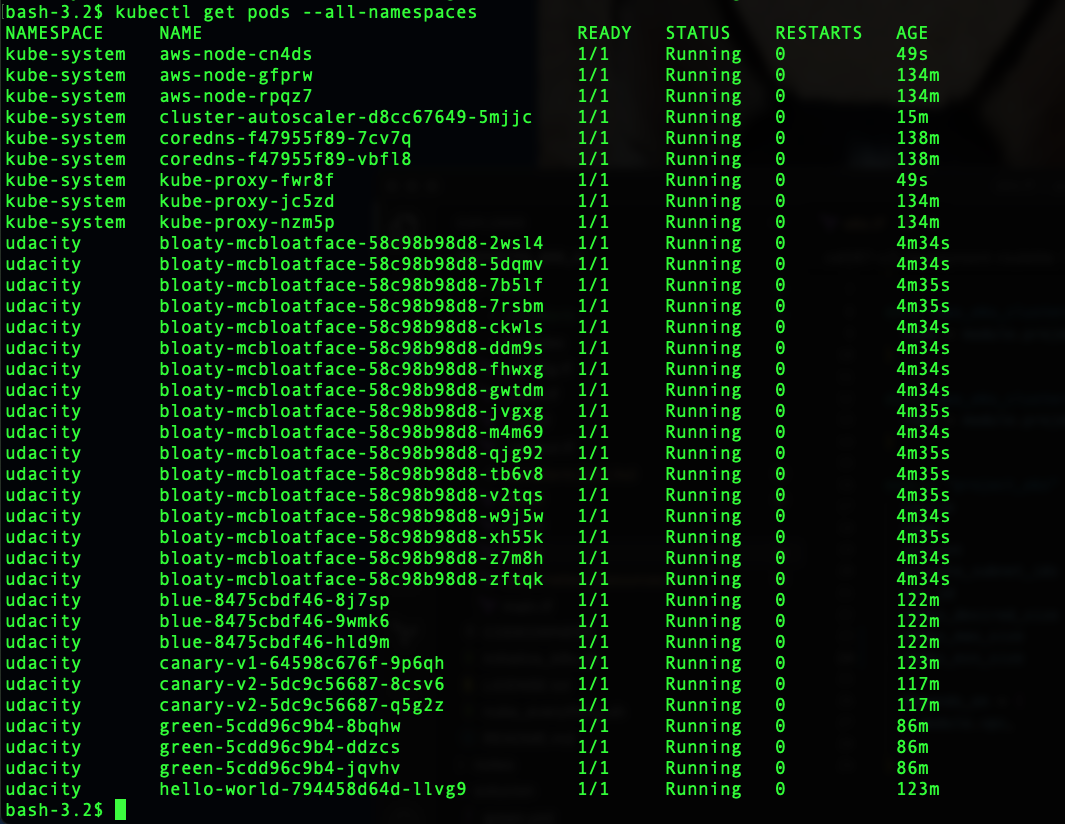 bash-3.2$ kubectl get pods --all-namespaces
NAMESPACE NAME READY STATUS RESTARTS AGE
kube-system aws-node-cn4ds 1/1 Running 0 49s
kube-system aws-node-gfprw 1/1 Running 0 134m
kube-system aws-node-rpqz7 1/1 Running 0 134m
kube-system cluster-autoscaler-d8cc67649-5mjjc 1/1 Running 0 15m
kube-system coredns-f47955f89-7cv7q 1/1 Running 0 138m
kube-system coredns-f47955f89-vbfl8 1/1 Running 0 138m
kube-system kube-proxy-fwr8f 1/1 Running 0 49s
kube-system kube-proxy-jc5zd 1/1 Running 0 134m
kube-system kube-proxy-nzm5p 1/1 Running 0 134m
udacity bloaty-mcbloatface-58c98b98d8-2wsl4 1/1 Running 0 4m34s
udacity bloaty-mcbloatface-58c98b98d8-5dqmv 1/1 Running 0 4m34s
udacity bloaty-mcbloatface-58c98b98d8-7b5lf 1/1 Running 0 4m35s
udacity bloaty-mcbloatface-58c98b98d8-7rsbm 1/1 Running 0 4m35s
udacity bloaty-mcbloatface-58c98b98d8-ckwls 1/1 Running 0 4m34s
udacity bloaty-mcbloatface-58c98b98d8-ddm9s 1/1 Running 0 4m34s
udacity bloaty-mcbloatface-58c98b98d8-fhwxg 1/1 Running 0 4m34s
udacity bloaty-mcbloatface-58c98b98d8-gwtdm 1/1 Running 0 4m34s
udacity bloaty-mcbloatface-58c98b98d8-jvgxg 1/1 Running 0 4m35s
udacity bloaty-mcbloatface-58c98b98d8-m4m69 1/1 Running 0 4m34s
udacity bloaty-mcbloatface-58c98b98d8-qjg92 1/1 Running 0 4m35s
udacity bloaty-mcbloatface-58c98b98d8-tb6v8 1/1 Running 0 4m35s
udacity bloaty-mcbloatface-58c98b98d8-v2tqs 1/1 Running 0 4m35s
udacity bloaty-mcbloatface-58c98b98d8-w9j5w 1/1 Running 0 4m34s
udacity bloaty-mcbloatface-58c98b98d8-xh55k 1/1 Running 0 4m35s
udacity bloaty-mcbloatface-58c98b98d8-z7m8h 1/1 Running 0 4m34s
udacity bloaty-mcbloatface-58c98b98d8-zftqk 1/1 Running 0 4m34s
udacity blue-8475cbdf46-8j7sp 1/1 Running 0 122m
udacity blue-8475cbdf46-9wmk6 1/1 Running 0 122m
udacity blue-8475cbdf46-hld9m 1/1 Running 0 122m
udacity canary-v1-64598c676f-9p6qh 1/1 Running 0 123m
udacity canary-v2-5dc9c56687-8csv6 1/1 Running 0 117m
udacity canary-v2-5dc9c56687-q5g2z 1/1 Running 0 117m
udacity green-5cdd96c9b4-8bqhw 1/1 Running 0 86m
udacity green-5cdd96c9b4-ddzcs 1/1 Running 0 86m
udacity green-5cdd96c9b4-jqvhv 1/1 Running 0 86m
udacity hello-world-794458d64d-llvg9 1/1 Running 0 123m
bash-3.2$